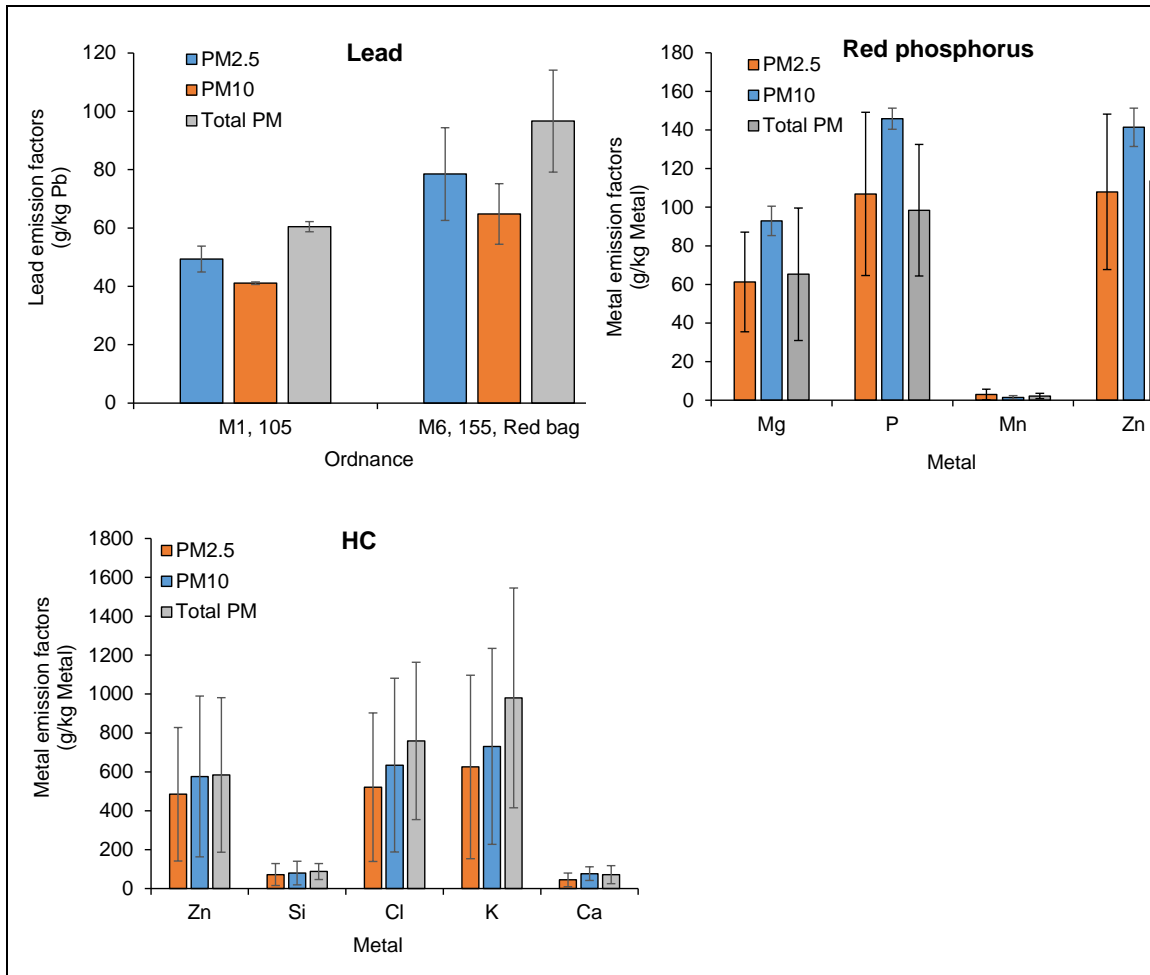 Lead
PM2.5
PM10
Total PM
120
100
80
60
40
20
0
Lead emission factors
(g/kg Pb)
M1, 105
M6, 155, Red bag
Ordnance
Red phosphorus
PM2.5
PM10
Total PM
180
160
140
120
100
80
60
40
20
0
Metal emission factors
(g/kg Metal)
Mg
P
Mn
Zn
Metal
HC
PM2.5
PM10
Total PM
1800
1600
1400
1200
1000
800
600
400
200
0
Metal emission factors
(g/kg Metal)
Zn
Si
Cl
K
Ca
Metal